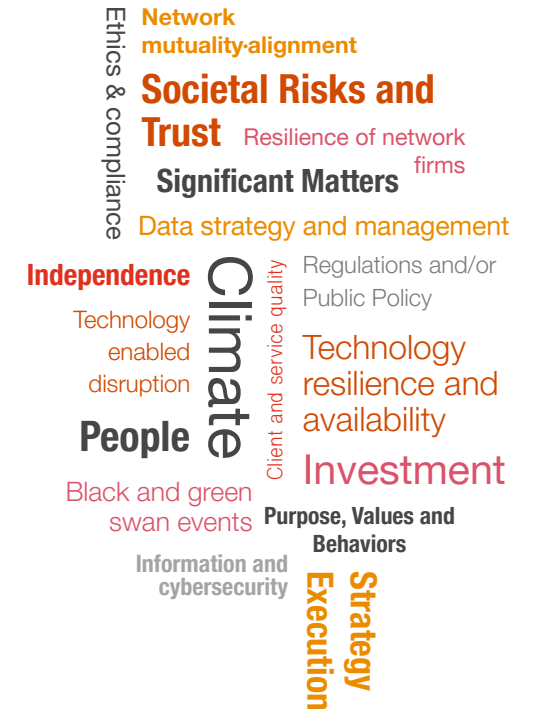 Ethics & compliance
Network
mutuality·alignment
Societal Risks and
Trust
Resilience of network
firms
Significant Matters
Data strategy and management
Independence
Climate
Client and service quality
Regulations and/or
Public Policy
Technology
enabled
disruption
Technology
resilience and
availability
People
Investment
Black and green
swan events
Purpose, Values and
Behaviors
Information and
cybersecurity
Strategy
Execution